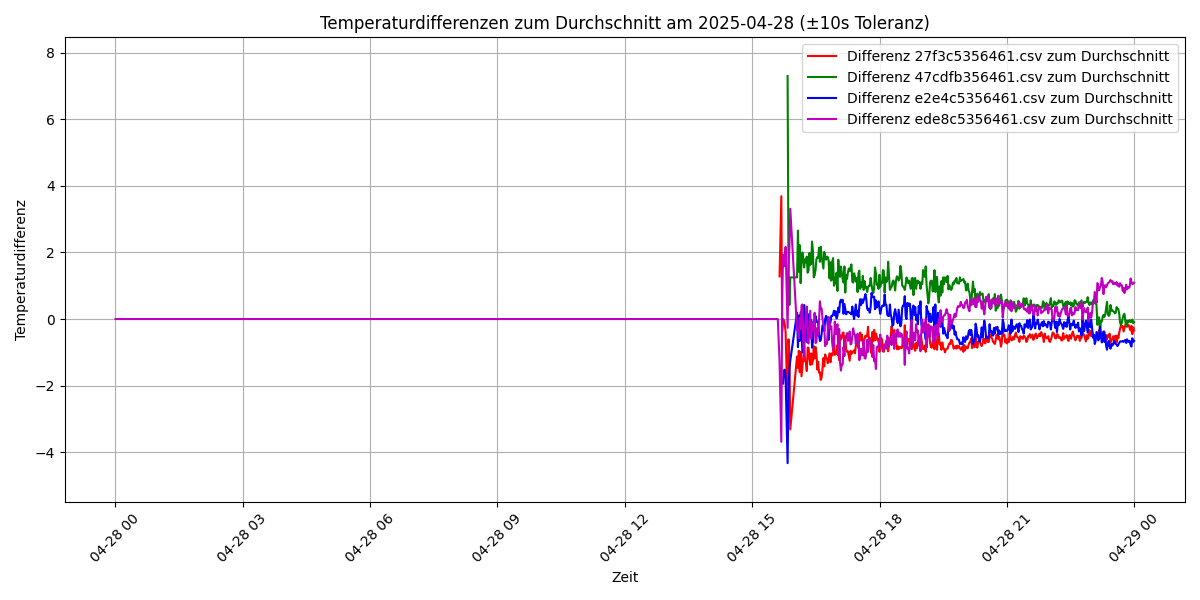 Temperaturdifferenzen zum Durchschnitt am 2025-04-28 (±10s Toleranz)
Differenz 27f3c5356461.csv zum Durchschnitt
Differenz 47cdfb356461.csv zum Durchschnitt
Differenz e2e4c5356461.csv zum Durchschnitt
Differenz ede8c5356461.csv zum Durchschnitt
Temperaturdifferenz
8
6
4
2
0
−2
−4
04-28 00
04-28 03
04-28 06
04-28 09
04-28 12
04-28 15
04-28 18
04-28 21
04-29 00
Zeit